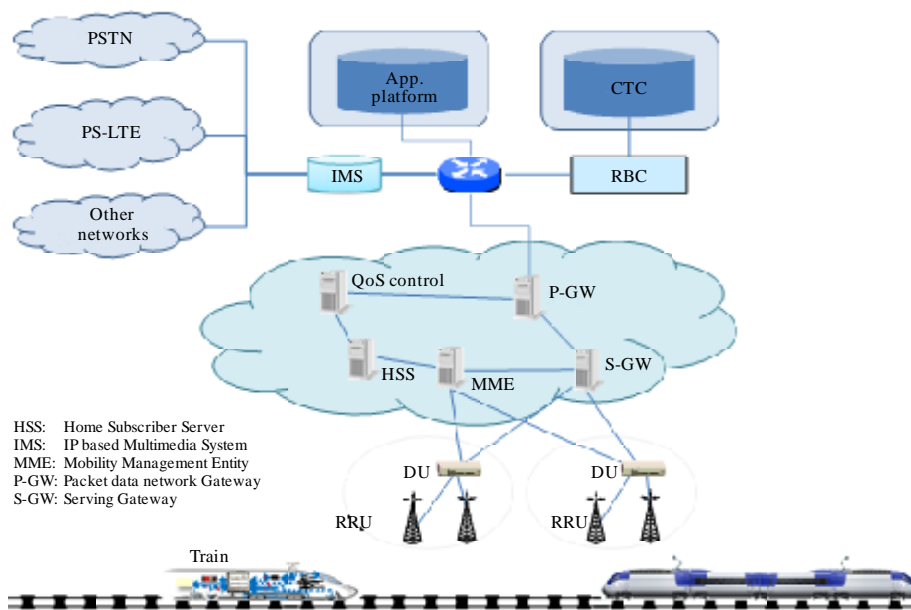 PSTN
PS-LTE
Other
networks
App.
platform
CTC
IMS
RBC
QoS control
P-GW
HSS
MME
S-GW
HSS: Home Subscriber Server
IMS: IP based Multimedia System
MME: Mobility Management Entity
P-GW: Packet data network Gateway
S-GW: Serving Gateway
DU
DU
RRU
RRU
Train